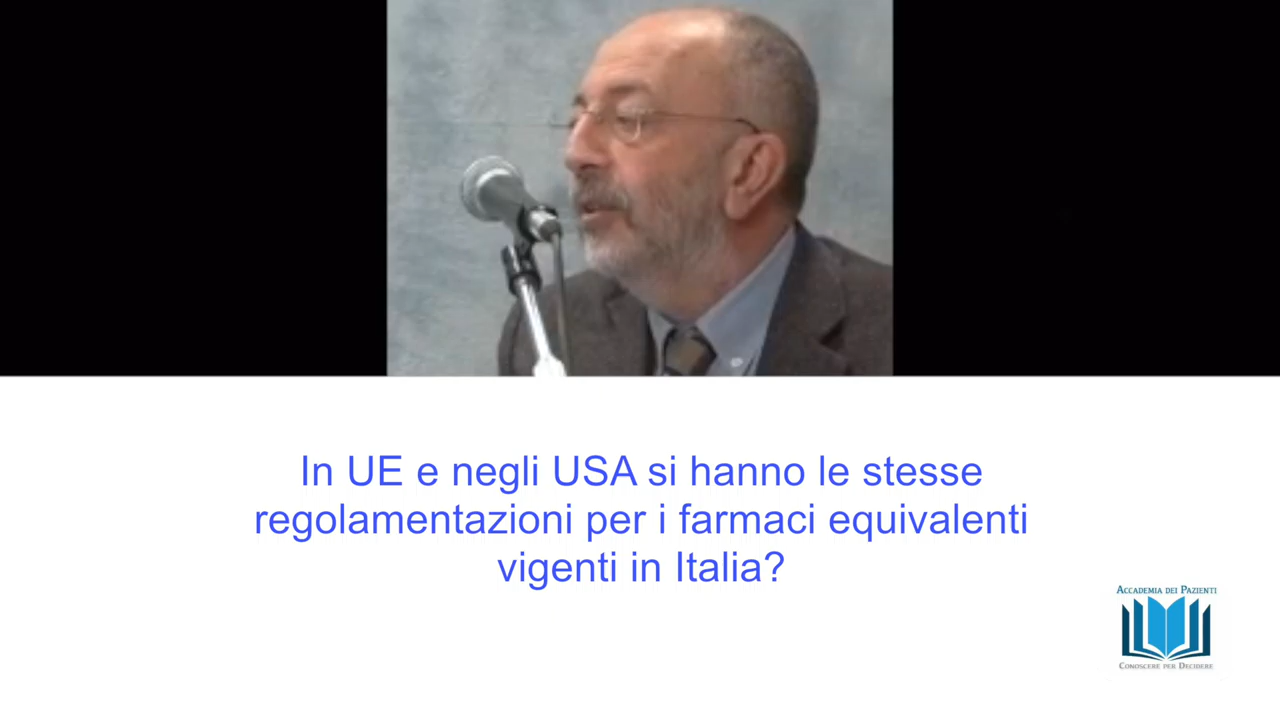 In UE e negli USA si hanno le stesse
regolamentazioni per i farmaci equivalenti
vigenti in Italia?
Accademia dei Pazienti
Conoscere per Decidere